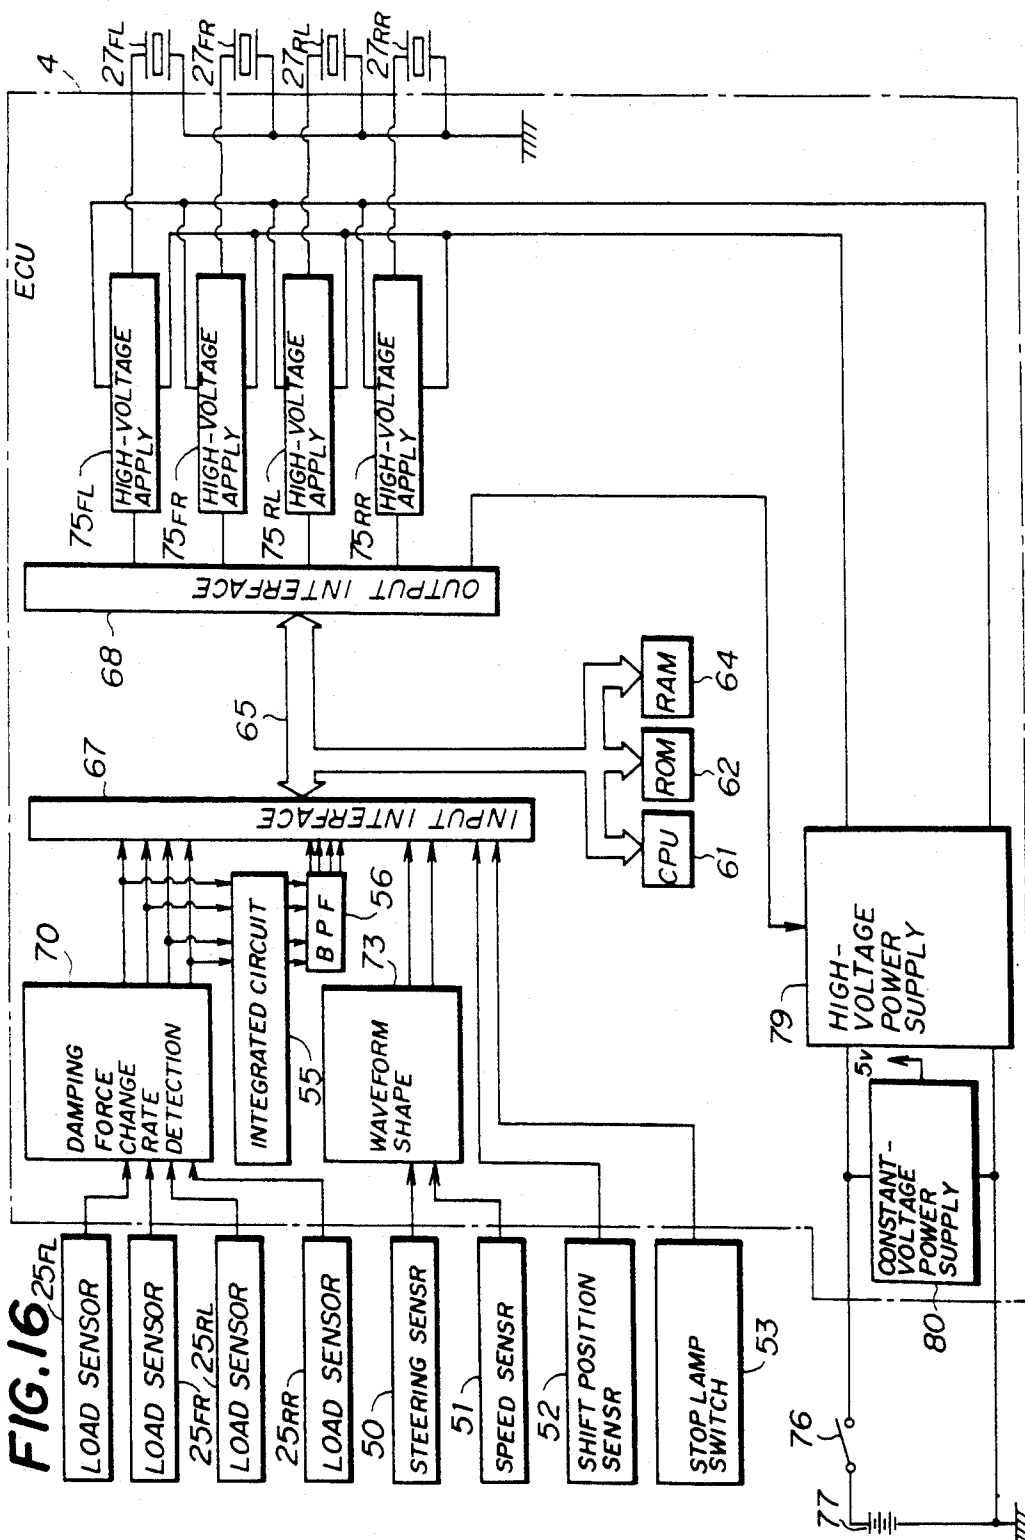 FIG.16
25FL
LOAD SENSOR
LOAD SENSOR
25FR
25RL
LOAD SENSOR
25RR
LOAD SENSOR
50
STEERING SENSR
51
SPEED SENSR
52
SHIFT POSITION
SENSR
STOP LAMP
SWITCH
53
76
77
70
DAMPING
FORCE
CHANGE
RATE
DETECTION
INTEGRATED CIRCUIT
55
B P F
56
73
WAVEFORM
SHAPE
67
INPUT INTERFACE
65
68
OUTPUT INTERFACE
CPU
61
ROM
62
RAM
64
ECU
4
75FL
HIGH-VOLTAGE
APPLY
75FR
HIGH-VOLTAGE
APPLY
75RL
HIGH-VOLTAGE
APPLY
75RR
HIGH-VOLTAGE
APPLY
27FL
27FR
27RL
27RR
79
HIGH-
VOLTAGE
POWER
SUPPLY
5v
CONSTANT-
VOLTAGE
POWER
SUPPLY
80